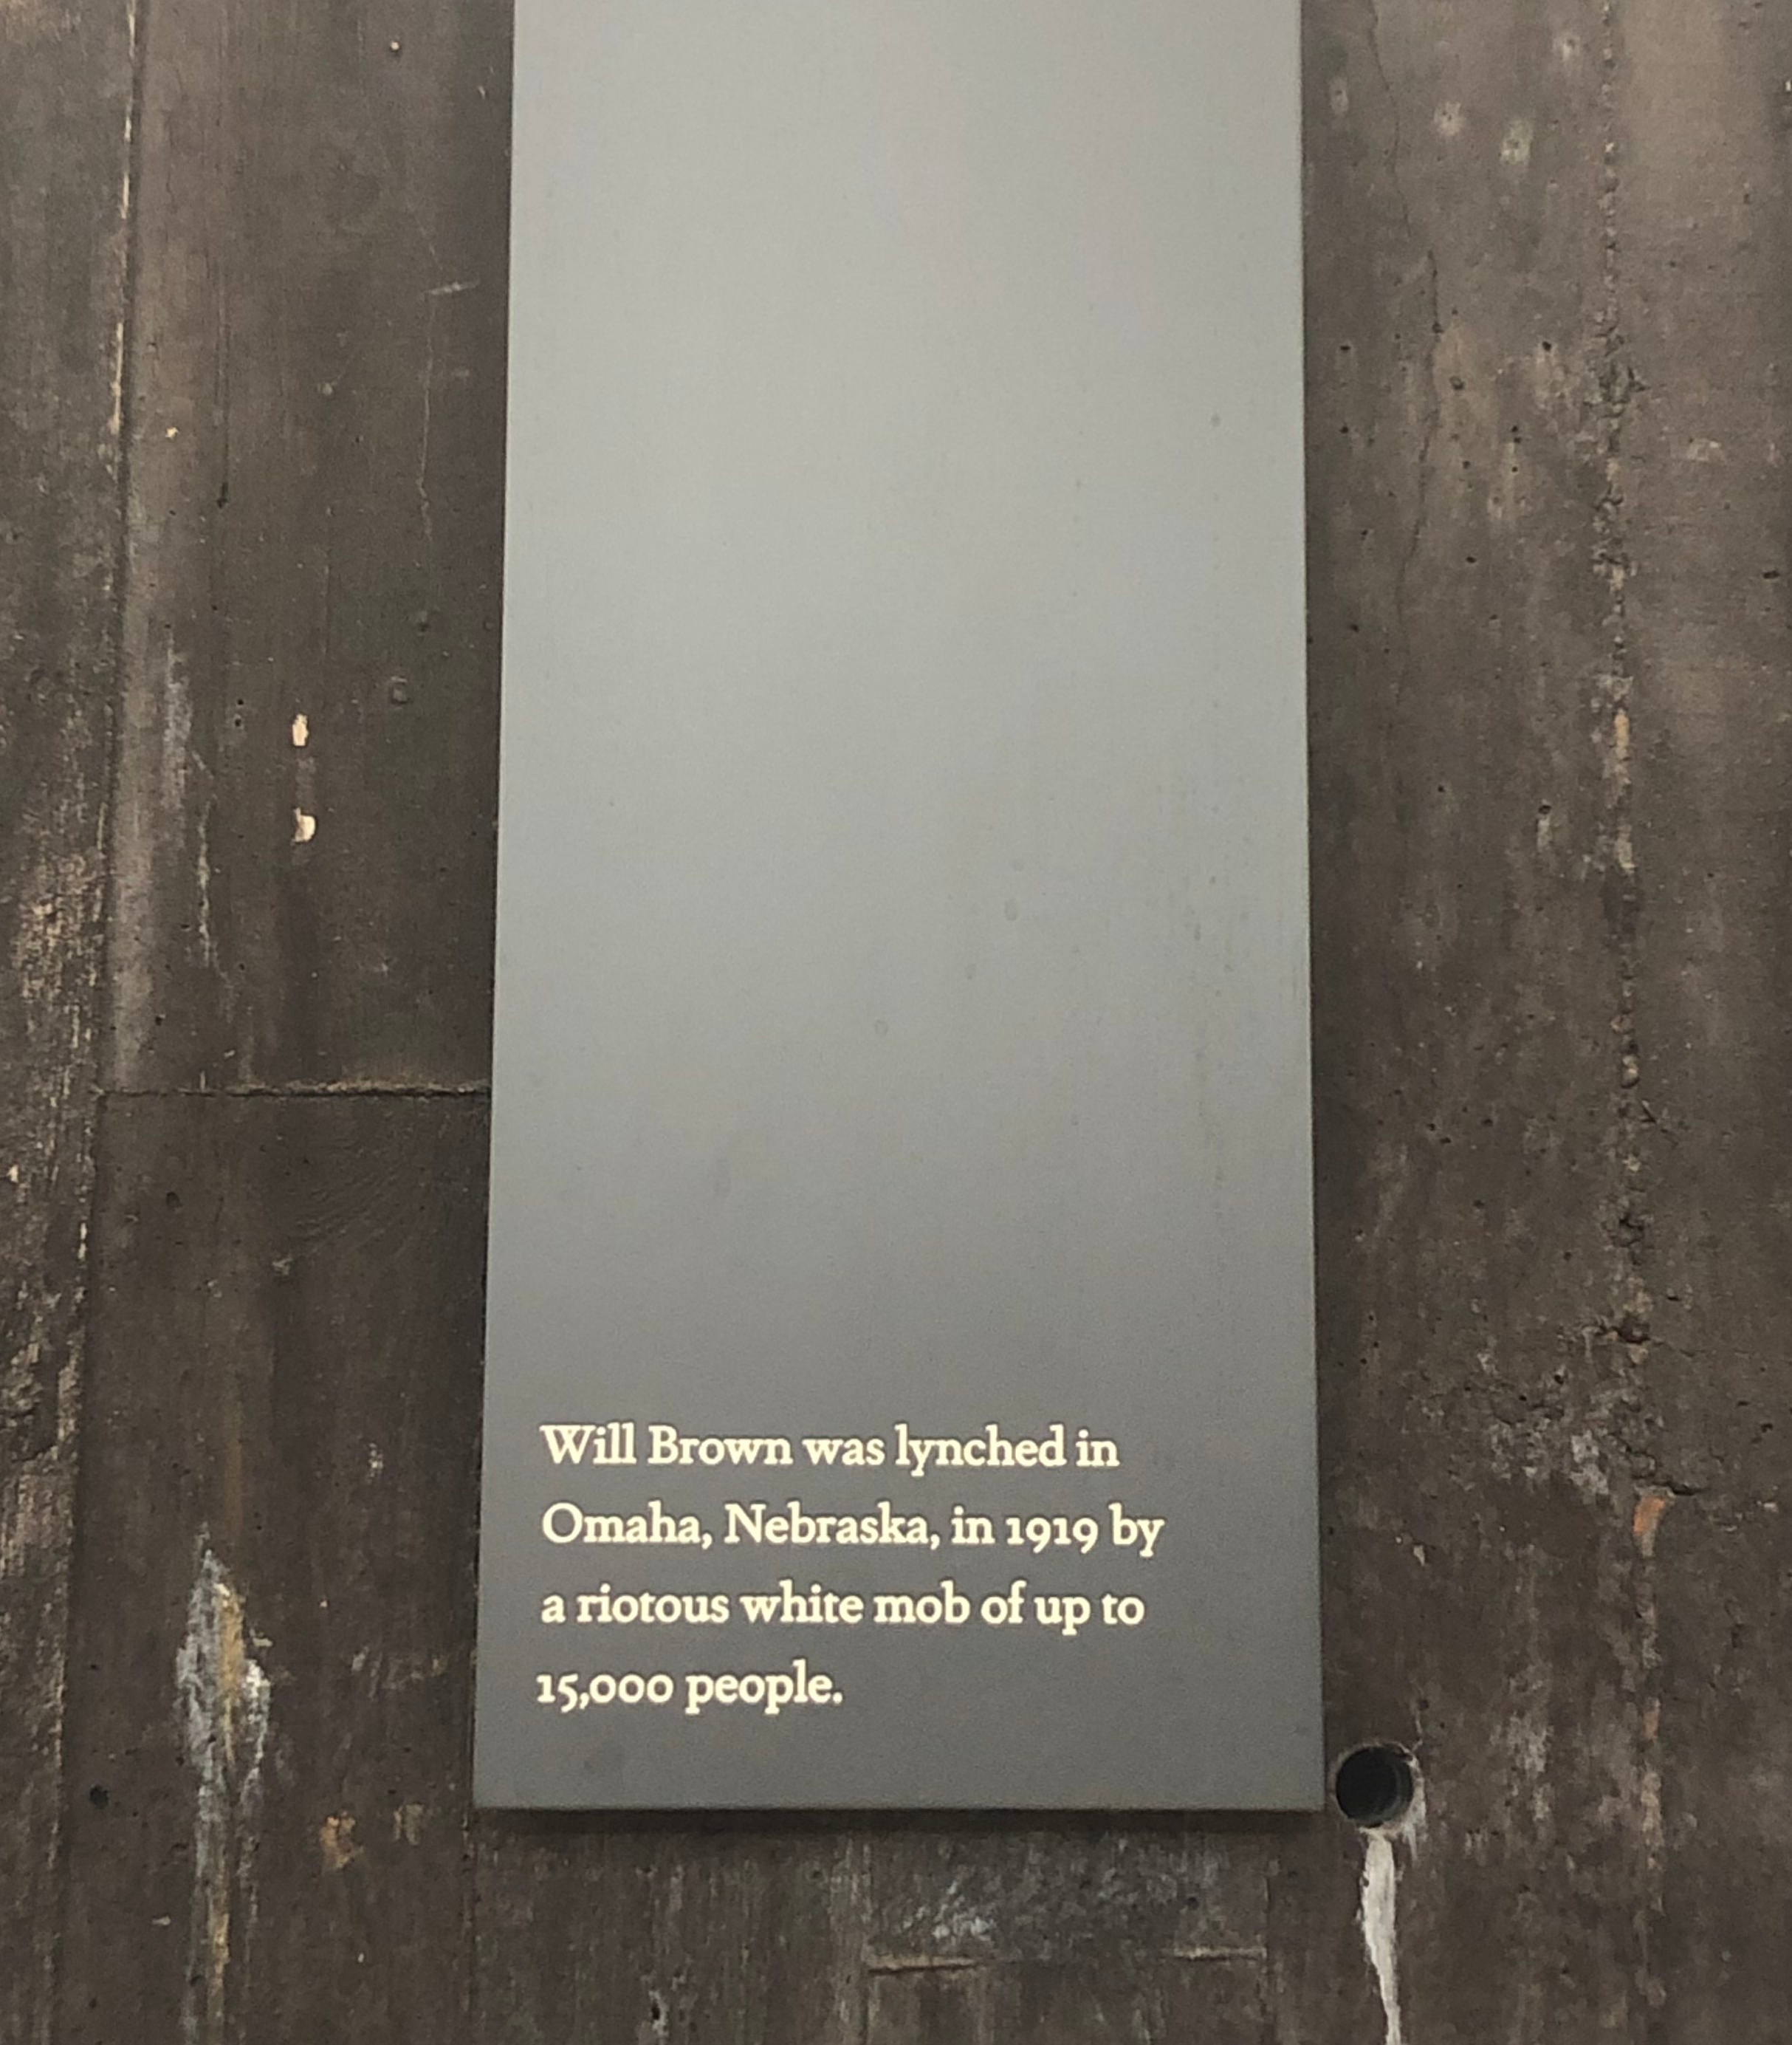 Will Brown was lynched in
Omaha, Nebraska, in 1919 by
a riotous white mob of up to
15,000 people.